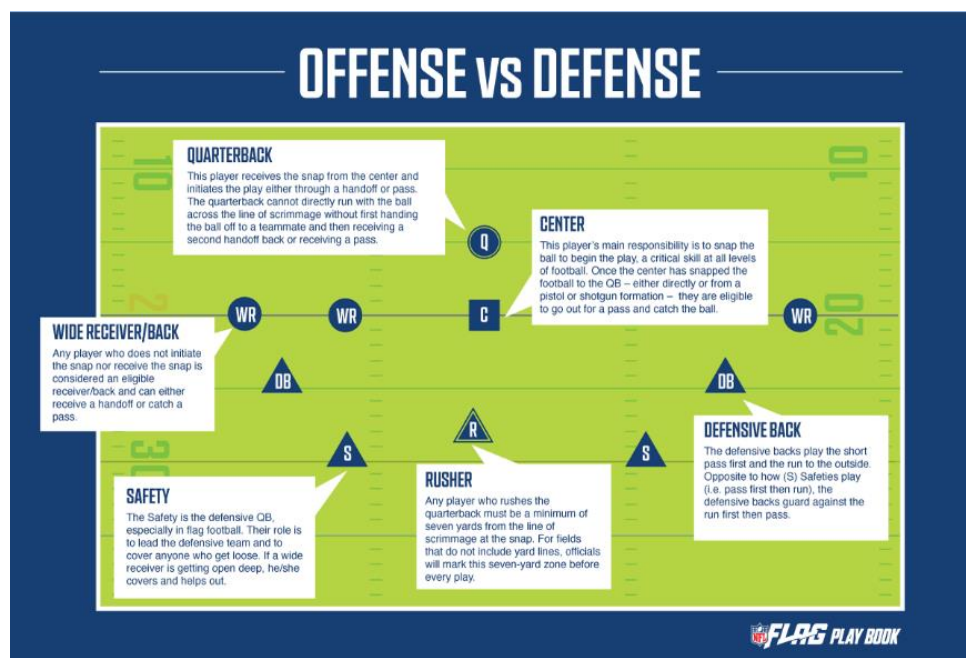 OFFENSE VS DEFENSE
10
10
QUARTERBACK
This player receives the snap from the center and
initiates the play either through a handoff or pass.
The quarterback cannot directly run with the ball
across the line of scrimmage without first handing
the ball off to a teammate and then receiving a
second handoff back or receiving a pass.
Q
CENTER
This player's main responsibility is to snap the
ball to begin the play, a critical skill at all levels
of football. Once the center has snapped the
football to the QB – either directly or from a
pistol or shotgun formation – they are eligible
to go out for a pass and catch the ball.
2
WR
WR
C
WR
20
WIDE RECEIVER/BACK
Any player who does not initiate
the snap nor receive the snap is
considered an eligible
receiver/back and can either
receive a handoff or catch a
pass.
DB
DB
DEFENSIVE BACK
The defensive backs play the short
pass first and the run to the outside.
Opposite to how (S) Safeties play
(i.e. pass first then run), the
defensive backs guard against the
run first then pass.
30
S
R
S
SAFETY
The Safety is the defensive QB,
especially in flag football. Their role is
to lead the defensive team and to
cover anyone who get loose. If a wide
receiver is getting open deep, he/she
covers and helps out.
RUSHER
Any player who rushes the
quarterback must be a minimum of
seven yards from the line of
scrimmage at the snap. For fields
that do not include yard lines, officials
will mark this seven-yard zone before
every play.
NFL FLAG PLAY BOOK